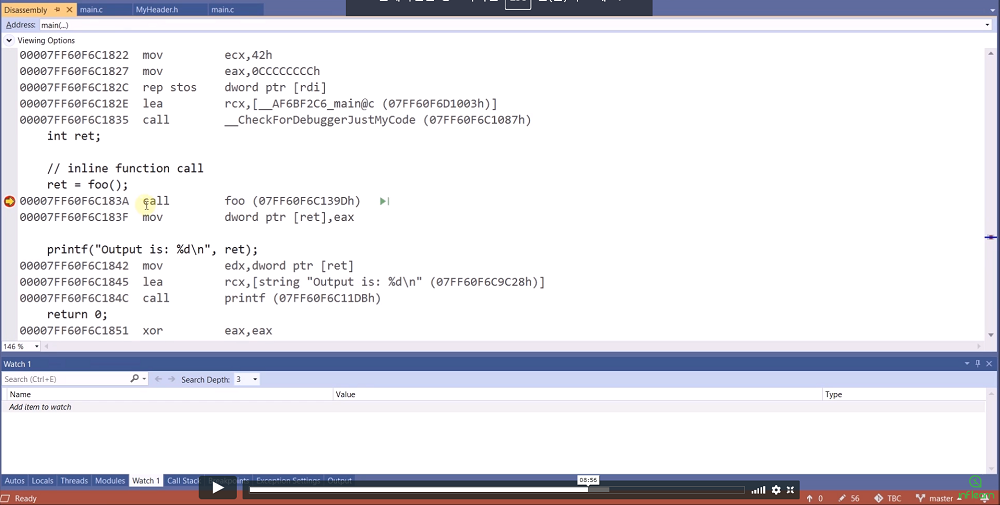 Disassembly main.c MyHeader.h main.c
Address: main(...)
Viewing Options
00007FF60F6C1822 mov ecx,42h
00007FF60F6C1827 mov eax,0CCCCCCCCh
00007FF60F6C182C rep stos dword ptr [rdi]
00007FF60F6C182E lea rcx,[__AF6BF2C6_main@c (07FF60F6D1003h)]
00007FF60F6C1835 call __CheckForDebuggerJustMyCode (07FF60F6C1087h)
int ret;
// inline function call
ret = foo();
00007FF60F6C183A call foo (07FF60F6C139Dh)
00007FF60F6C183F mov dword ptr [ret],eax
printf("Output is: %d\n", ret);
00007FF60F6C1842 mov edx,dword ptr [ret]
00007FF60F6C1845 lea rcx,[string "Output is: %d\n" (07FF60F6C9C28h)]
00007FF60F6C184C call printf (07FF60F6C11DBh)
return 0;
00007FF60F6C1851 xor eax,eax
146 %
Watch 1
Search (Ctrl+E) Search Depth: 3
Name Value Type
Add item to watch
Autos Locals Threads Modules Watch 1 Call Stack Breakpoints Exception Settings Output
08:56
Ready 0 56 TBC master
inflearn